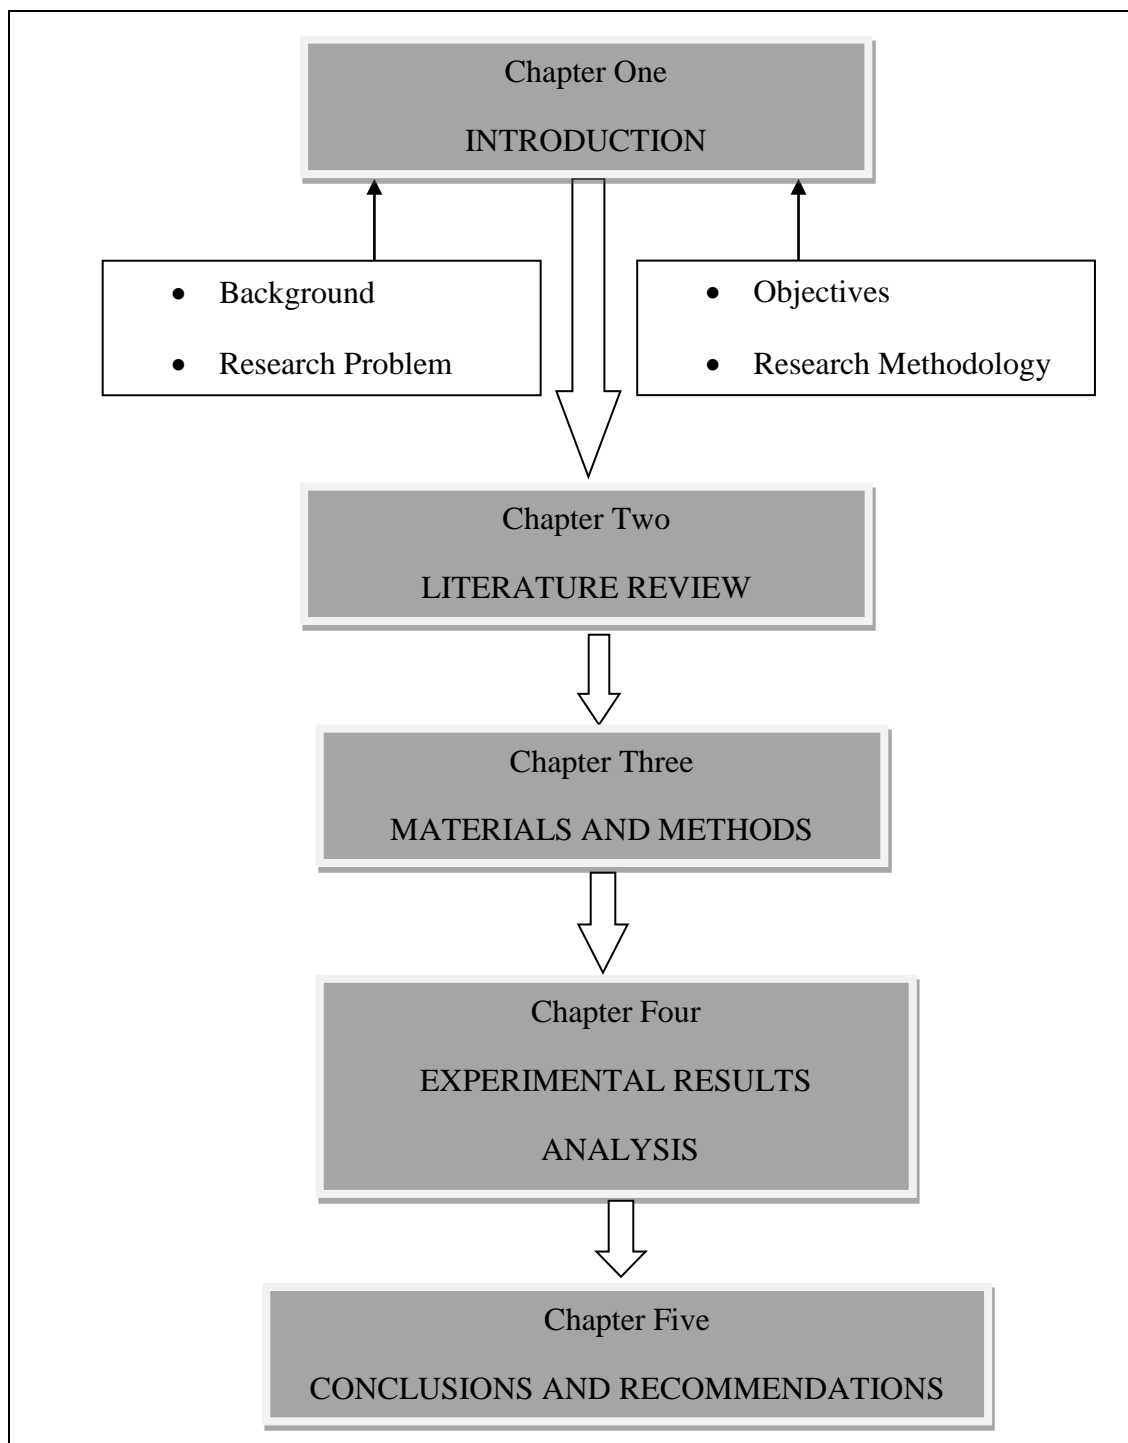 Chapter One
INTRODUCTION
• Background
• Research Problem
• Objectives
• Research Methodology
Chapter Two
LITERATURE REVIEW
Chapter Three
MATERIALS AND METHODS
Chapter Four
EXPERIMENTAL RESULTS
ANALYSIS
Chapter Five
CONCLUSIONS AND RECOMMENDATIONS